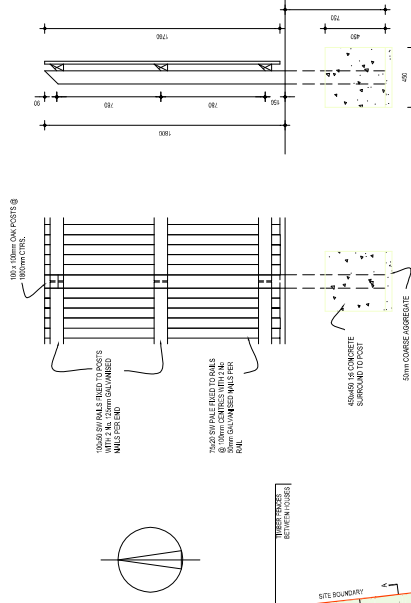 1760
90
780
780
150
1800
750
450
450
100 x 100mm OAK POSTS @
1800mm CTRS.
100x50 SW RAILS FIXED TO POSTS
WITH 2 No. 125mm GALVANISED
NAILS PER END
75x20 SW PALE FIXED TO RAILS
@ 100mm CENTRES WITH 2 No
50mm GALVANISED NAILS PER
RAIL
450x450 1:6 CONCRETE
SURROUND TO POST
50mm COARSE AGGREGATE
TIMBER FENCES
BETWEEN HOUSES
SITE BOUNDARY
A